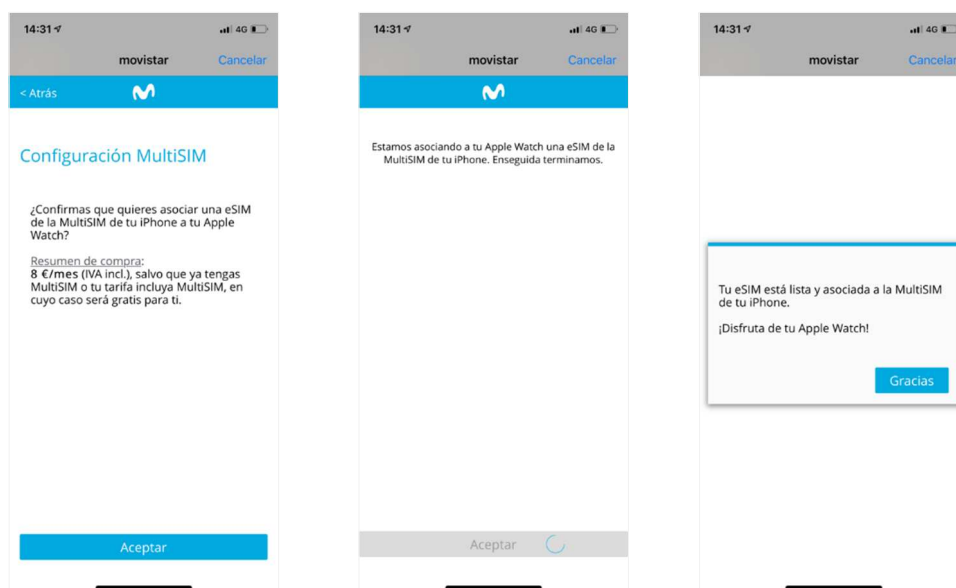 14:31
4G
movistar
Cancelar
< Atrás
Configuración MultiSIM
¿Confirmas que quieres asociar una eSIM
de la MultiSIM de tu iPhone a tu Apple
Watch?
Resumen de compra:
8 €/mes (IVA incl.), salvo que ya tengas
MultiSIM o tu tarifa incluya MultiSIM, en
cuyo caso será gratis para ti.
Aceptar
14:31
4G
movistar
Cancelar
Estamos asociando a tu Apple Watch una eSIM de la
MultiSIM de tu iPhone. Enseguida terminamos.
Aceptar
14:31
4G
movistar
Cancelar
Tu eSIM está lista y asociada a la MultiSIM
de tu iPhone.
¡Disfruta de tu Apple Watch!
Gracias